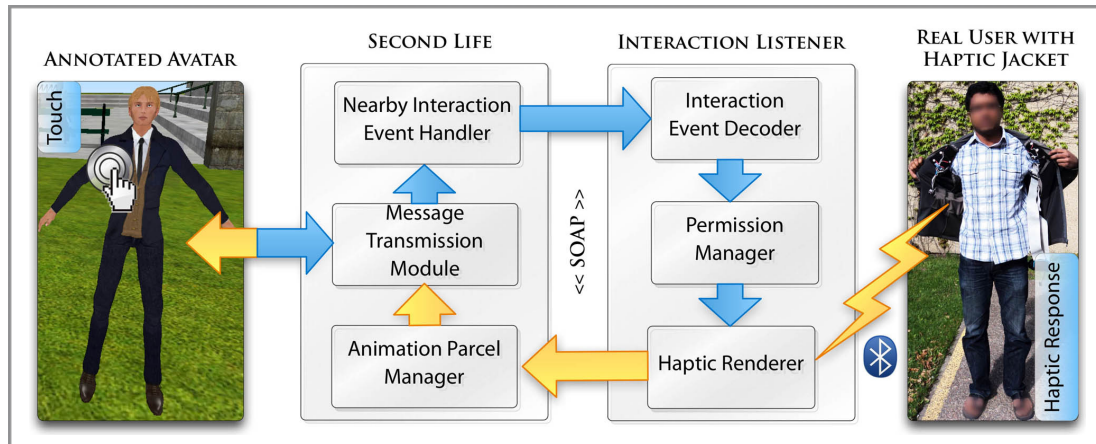 ANNOTATED AVATAR
Touch
SECOND LIFE
Nearby Interaction
Event Handler
Message
Transmission
Module
Animation Parcel
Manager
<< SOAP >>
INTERACTION LISTENER
Interaction
Event Decoder
Permission
Manager
Haptic Renderer
REAL USER WITH
HAPTIC JACKET
Haptic Response